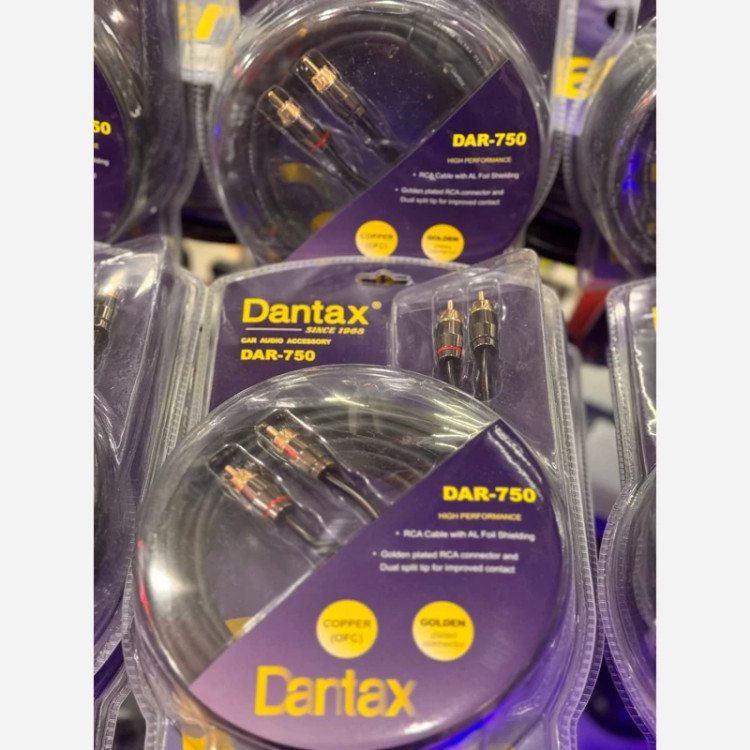 50
DAR-750
HIGH PERFORMANCE
• RCA Cable with AL Foil Shielding
• Golden plated RCA connector and
Dual split tip for improved contact
COPPER
(OFC)
GOLDEN
Dantax®
SINCE 1968
CAR AUDIO ACCESSORY
DAR-750
DAR-750
HIGH PERFORMANCE
• RCA Cable with AL Foil Shielding
• Golden plated RCA connector and
Dual split tip for improved contact
COPPER
(OFC)
GOLDEN
plated
connector
Dantax